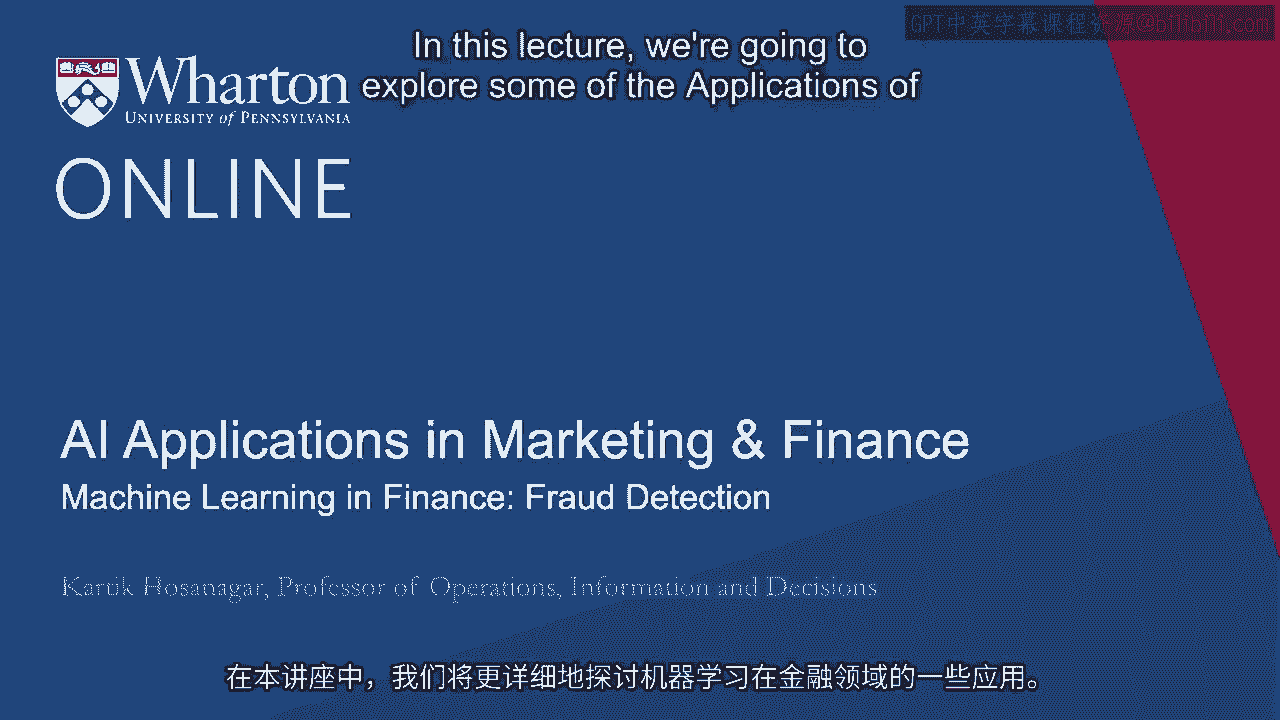 In this lecture, we're going to
explore some of the Applications of
GPT中英字幕课程资源@bilibili.com
Wharton
UNIVERSITY of PENNSYLVANIA
ONLINE
AI Applications in Marketing & Finance
Machine Learning in Finance: Fraud Detection
Kartik Hosanagar, Professor of Operations, Information and Decisions
在本讲座中，我们将更详细地探讨机器学习在金融领域的一些应用。